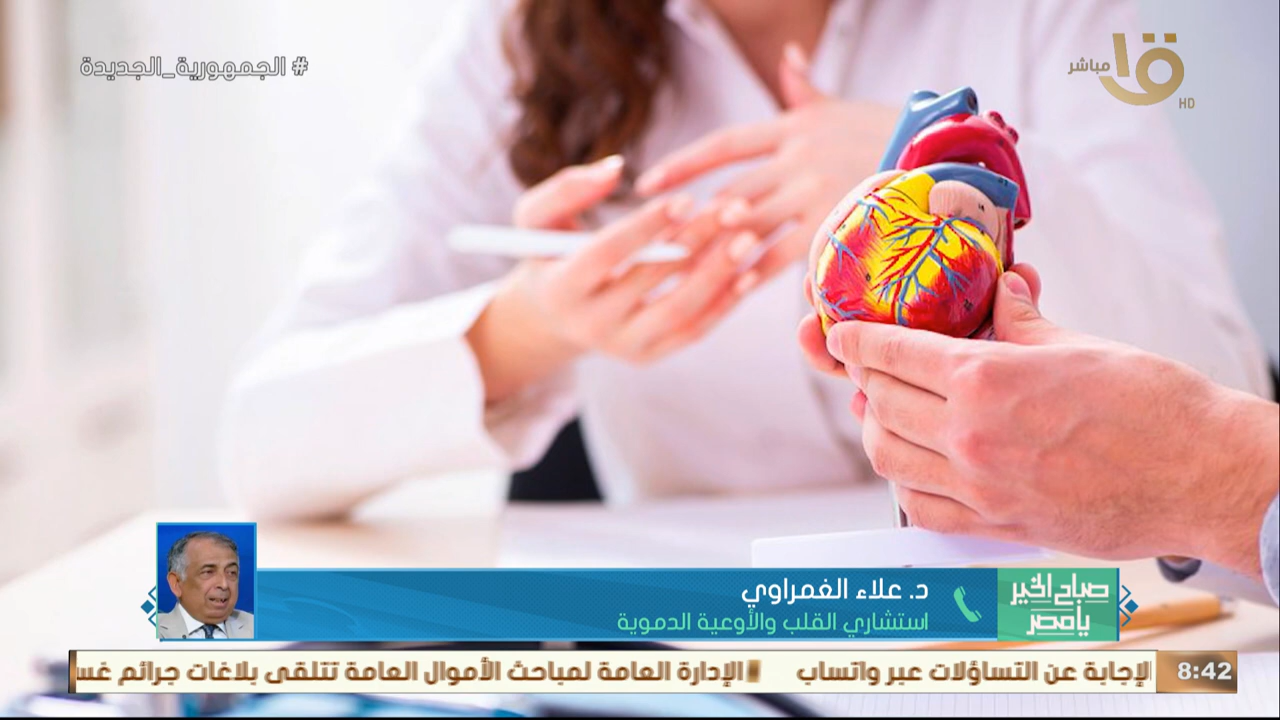 # الجمهورية_الجديدة
مباشر
HD
د. علاء الغمراوي
استشاري القلب والأوعية الدموية
صباح الخير
يا مصر
8:42
الإجابة عن التساؤلات عبر واتساب
الإدارة العامة لمباحث الأموال العامة تتلقى بلاغات جرائم